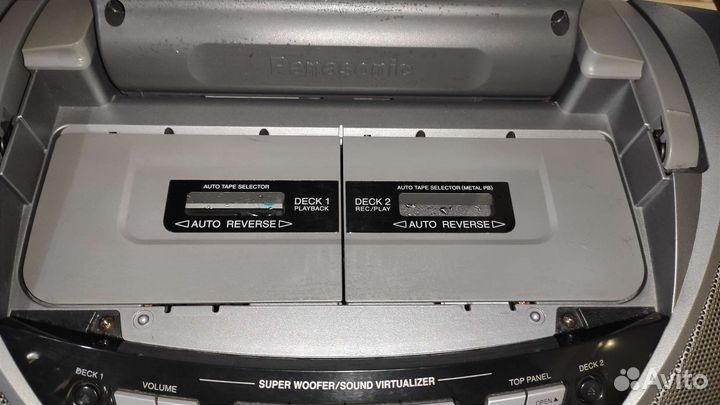 Panasonic
AUTO TAPE SELECTOR
DECK 1
PLAYBACK
◁ AUTO REVERSE ▷
AUTO TAPE SELECTOR (METAL PB)
DECK 2
REC/PLAY
◁ AUTO REVERSE ▷
DECK 1
VOLUME
SUPER WOOFER/SOUND VIRTUALIZER
TOP PANEL
OPEN ▲
DECK 2
Avito